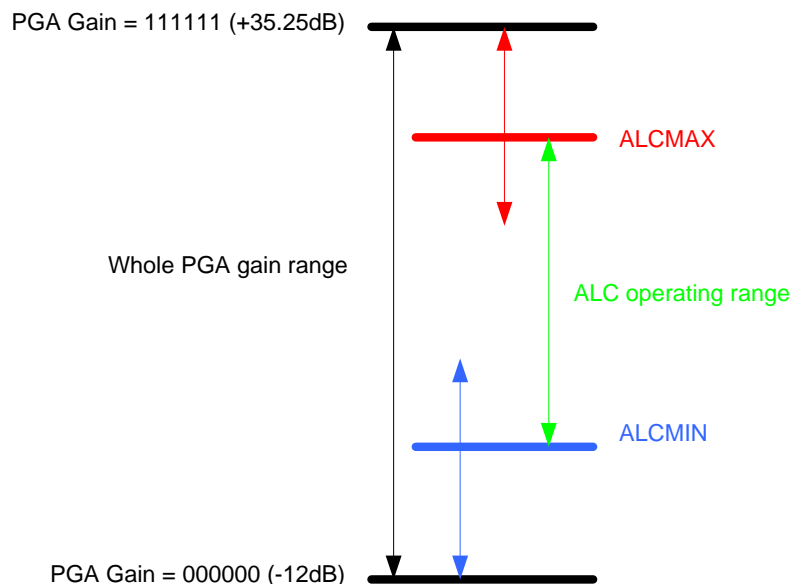 PGA Gain = 111111 (+35.25dB)
ALCMAX
Whole PGA gain range
ALC operating range
ALCMIN
PGA Gain = 000000 (-12dB)